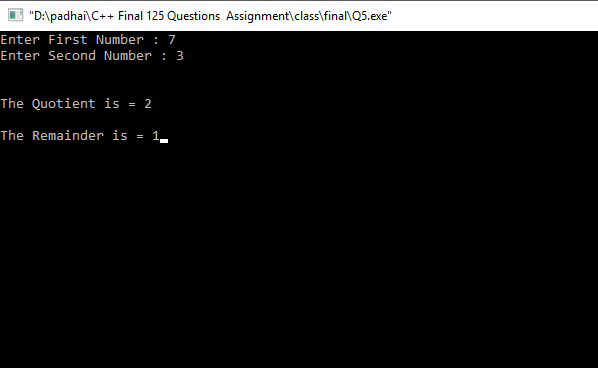 "D:\padhai\C++ Final 125 Questions  Assignment\class\final\Q5.exe"
Enter First Number : 7
Enter Second Number : 3
The Quotient is = 2
The Remainder is = 1